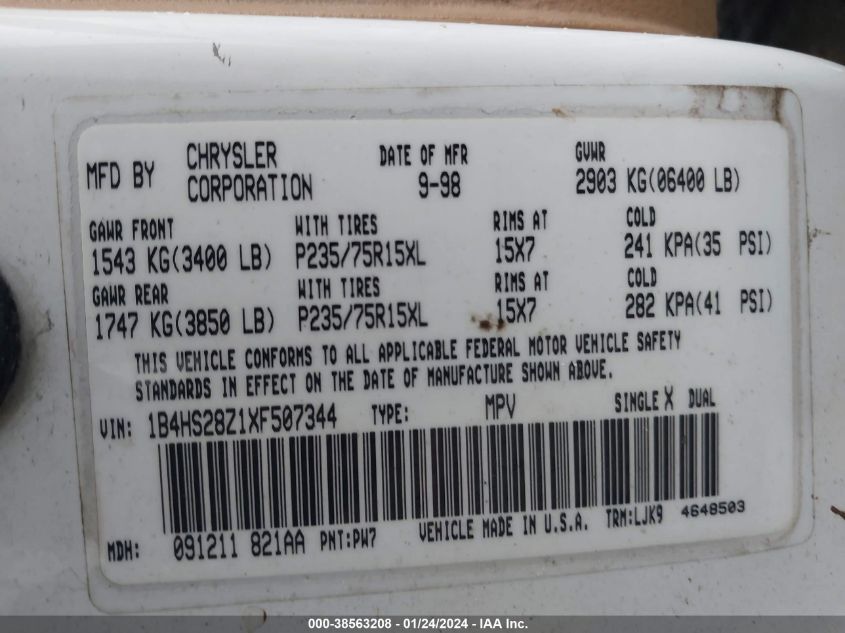 MFD BY CHRYSLER CORPORATION DATE OF MFR 9-98 GVWR 2903 KG(06400 LB)
GAWR FRONT WITH TIRES RIMS AT COLD
1543 KG(3400 LB) P235/75R15XL 15X7 241 KPA(35 PSI)
GAWR REAR WITH TIRES RIMS AT COLD
1747 KG(3850 LB) P235/75R15XL 15X7 282 KPA(41 PSI)
THIS VEHICLE CONFORMS TO ALL APPLICABLE FEDERAL MOTOR VEHICLE SAFETY
STANDARDS IN EFFECT ON THE DATE OF MANUFACTURE SHOWN ABOVE.
VIN: 1B4HS28Z1XF507344 TYPE: MPV SINGLE X DUAL
MDH: 091211 821AA PNT:PW7 VEHICLE MADE IN U.S.A. TRM:LJK9 4648503
000-38563208 - 01/24/2024 - IAA Inc.